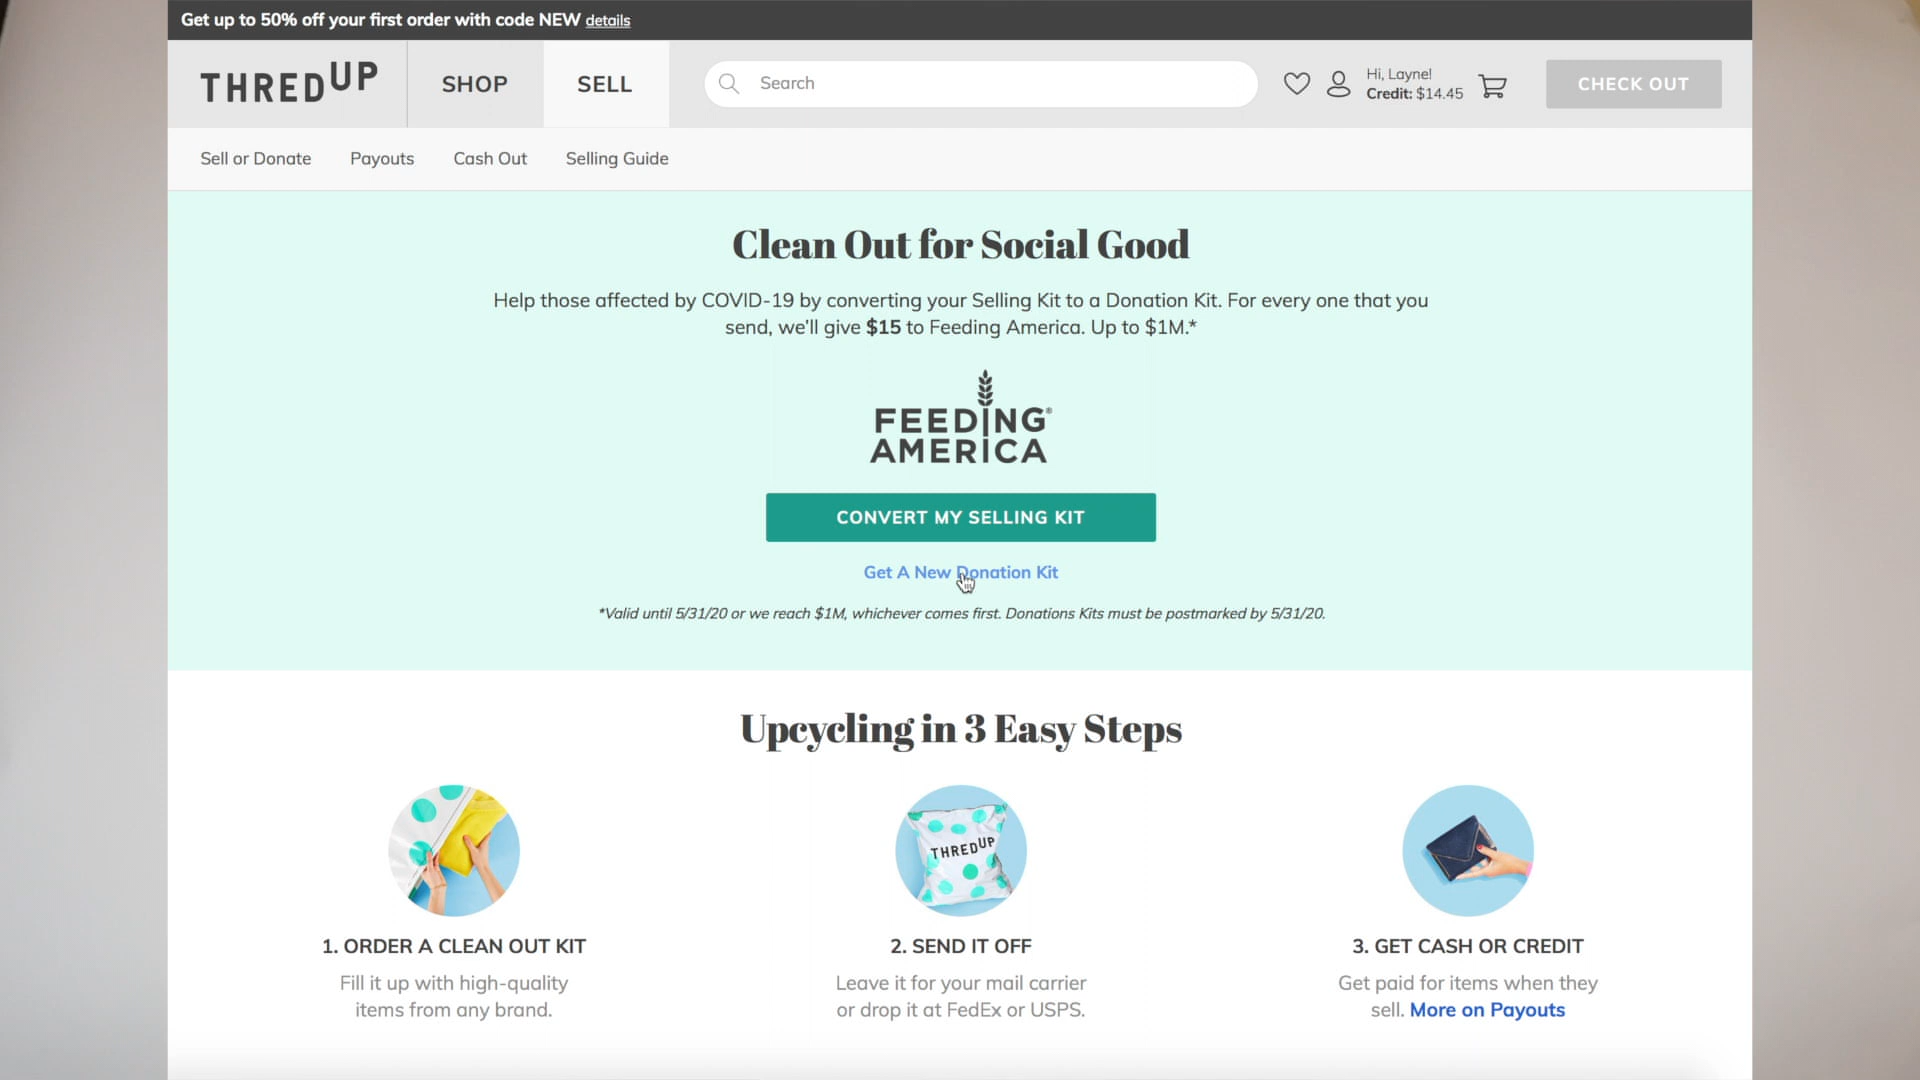 Get up to 50% off your first order with code NEW details
THREDUP
SHOP
SELL
Search
Hi, Layne!
Credit: $14.45
CHECK OUT
Sell or Donate
Payouts
Cash Out
Selling Guide
Clean Out for Social Good
Help those affected by COVID-19 by converting your Selling Kit to a Donation Kit. For every one that you
send, we'll give $15 to Feeding America. Up to $1M.*
FEEDING®
AMERICA
CONVERT MY SELLING KIT
Get A New Donation Kit
*Valid until 5/31/20 or we reach $1M, whichever comes first. Donations Kits must be postmarked by 5/31/20.
Upcycling in 3 Easy Steps
THREDUP
1. ORDER A CLEAN OUT KIT
Fill it up with high-quality
items from any brand.
2. SEND IT OFF
Leave it for your mail carrier
or drop it at FedEx or USPS.
3. GET CASH OR CREDIT
Get paid for items when they
sell. More on Payouts